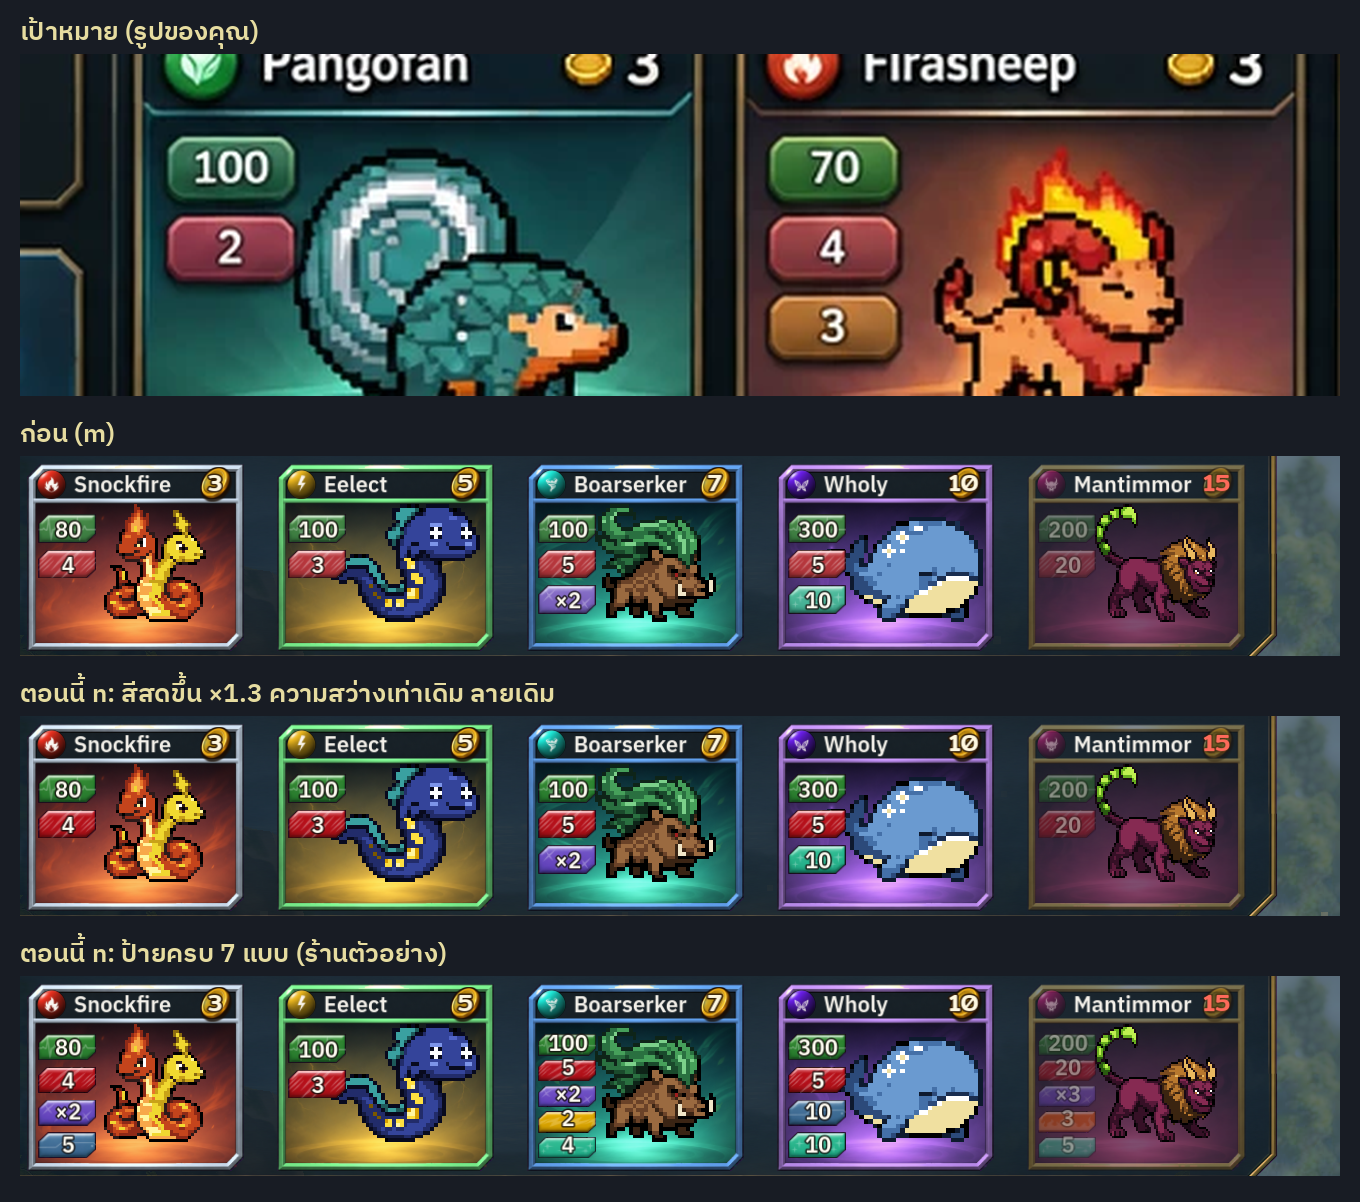 เป้าหมาย (รูปของคุณ)
Pangofan 3 Firasheep 3
100 70
2 4
3
ก่อน (m)
Snockfire 3 Eelect 5 Boarserker 7 Wholy 10 Mantimmor 15
80 100 100 300 200
4 3 5 5 20
×2 10
ตอนนี้ n: สีสดขึ้น ×1.3 ความสว่างเท่าเดิม ลายเดิม
Snockfire 3 Eelect 5 Boarserker 7 Wholy 10 Mantimmor 15
80 100 100 300 200
4 3 5 5 20
×2 10
ตอนนี้ n: ป้ายครบ 7 แบบ (ร้านตัวอย่าง)
Snockfire 3 Eelect 5 Boarserker 7 Wholy 10 Mantimmor 15
80 100 100 300 200
4 3 5 5 20
×2 ×2 10 ×3
5 2 10 3
4 5